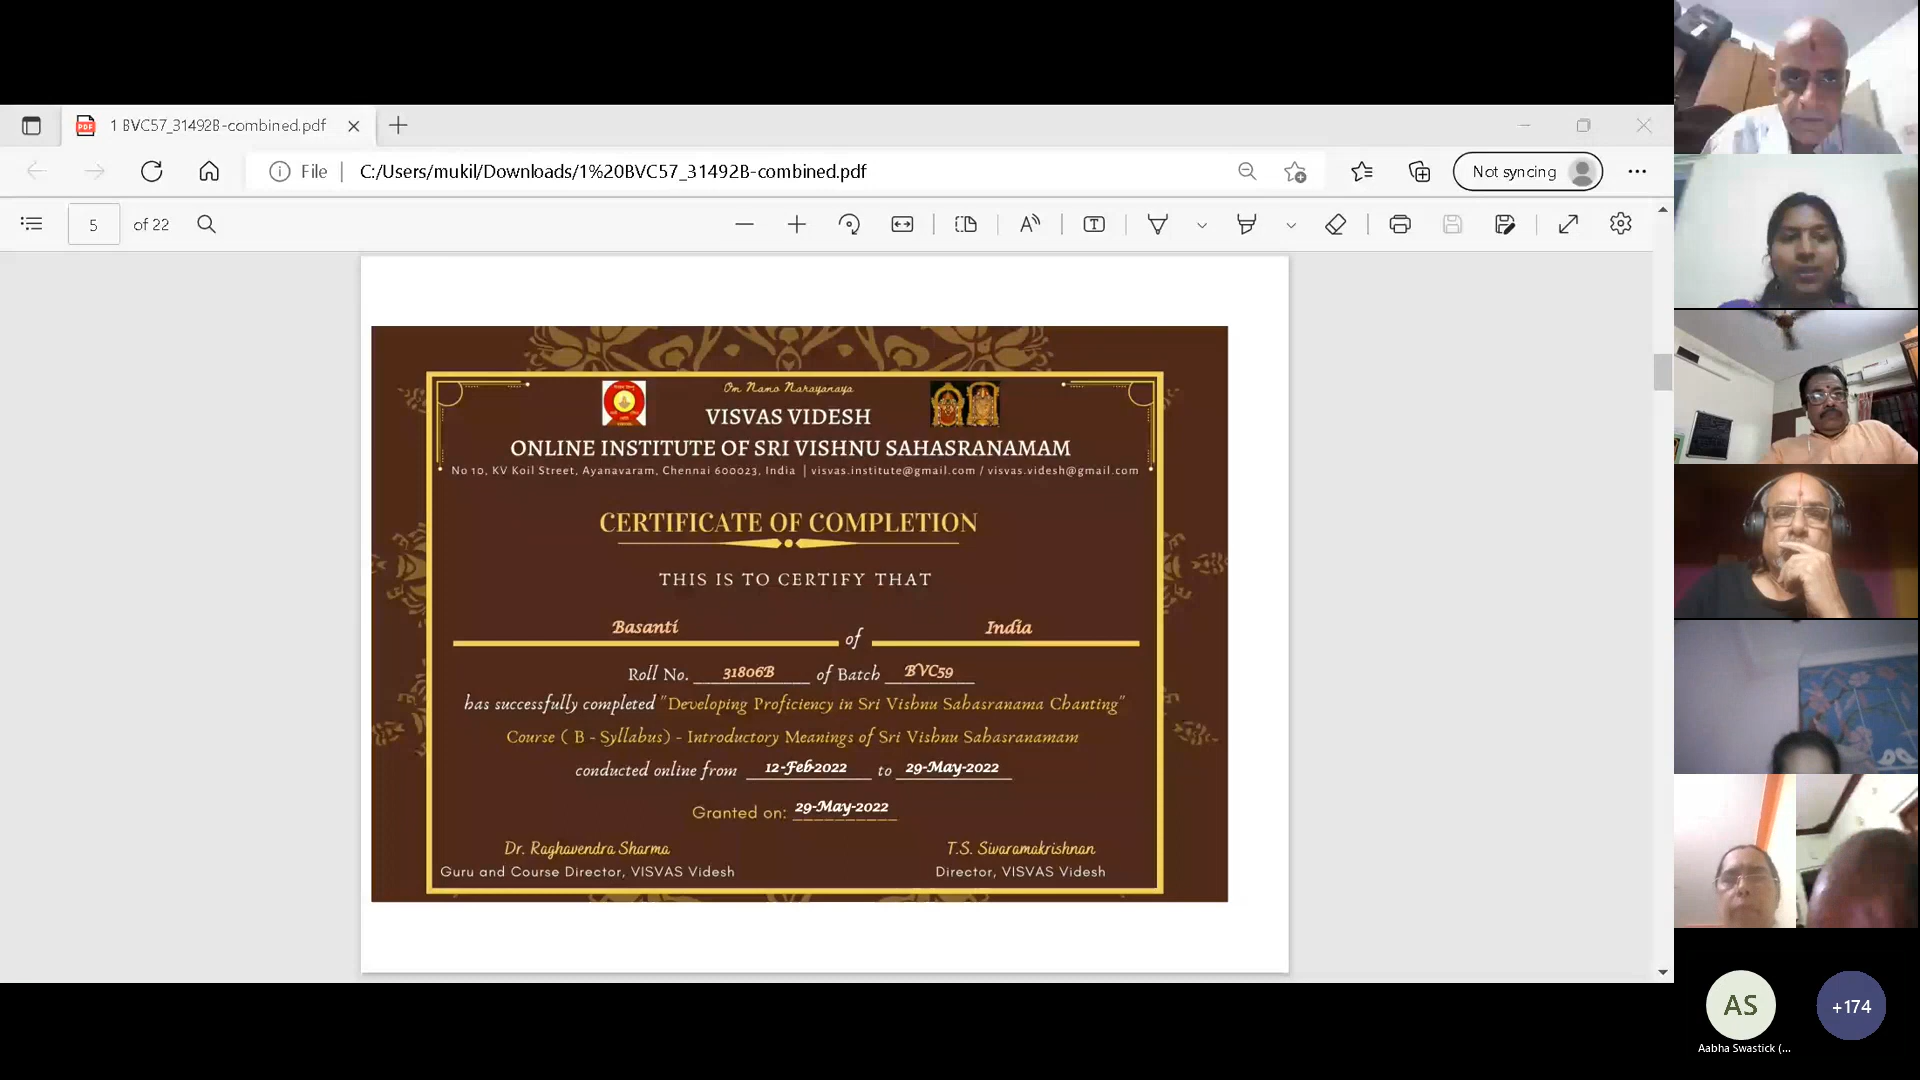 1 BVC57_31492B-combined.pdf
File
C:/Users/mukil/Downloads/1%20BVC57_31492B-combined.pdf
Not syncing
5 of 22
Om Namo Narayanaya
VISVAS VIDESH
ONLINE INSTITUTE OF SRI VISHNU SAHASRANAMAM
No 10, KV Koil Street, Ayanavaram, Chennai 600023, India | visvas.institute@gmail.com / visvas.videsh@gmail.com
CERTIFICATE OF COMPLETION
THIS IS TO CERTIFY THAT
Basanti of India
Roll No. 31806B of Batch BVC59
has successfully completed "Developing Proficiency in Sri Vishnu Sahasranama Chanting"
Course ( B - Syllabus) - Introductory Meanings of Sri Vishnu Sahasranamam
conducted online from 12-Feb-2022 to 29-May-2022
Granted on: 29-May-2022
Dr. Raghavendra Sharma T.S. Sivaramakrishnan
Guru and Course Director, VISVAS Videsh Director, VISVAS Videsh
AS
+174
Aabha Swastick (...